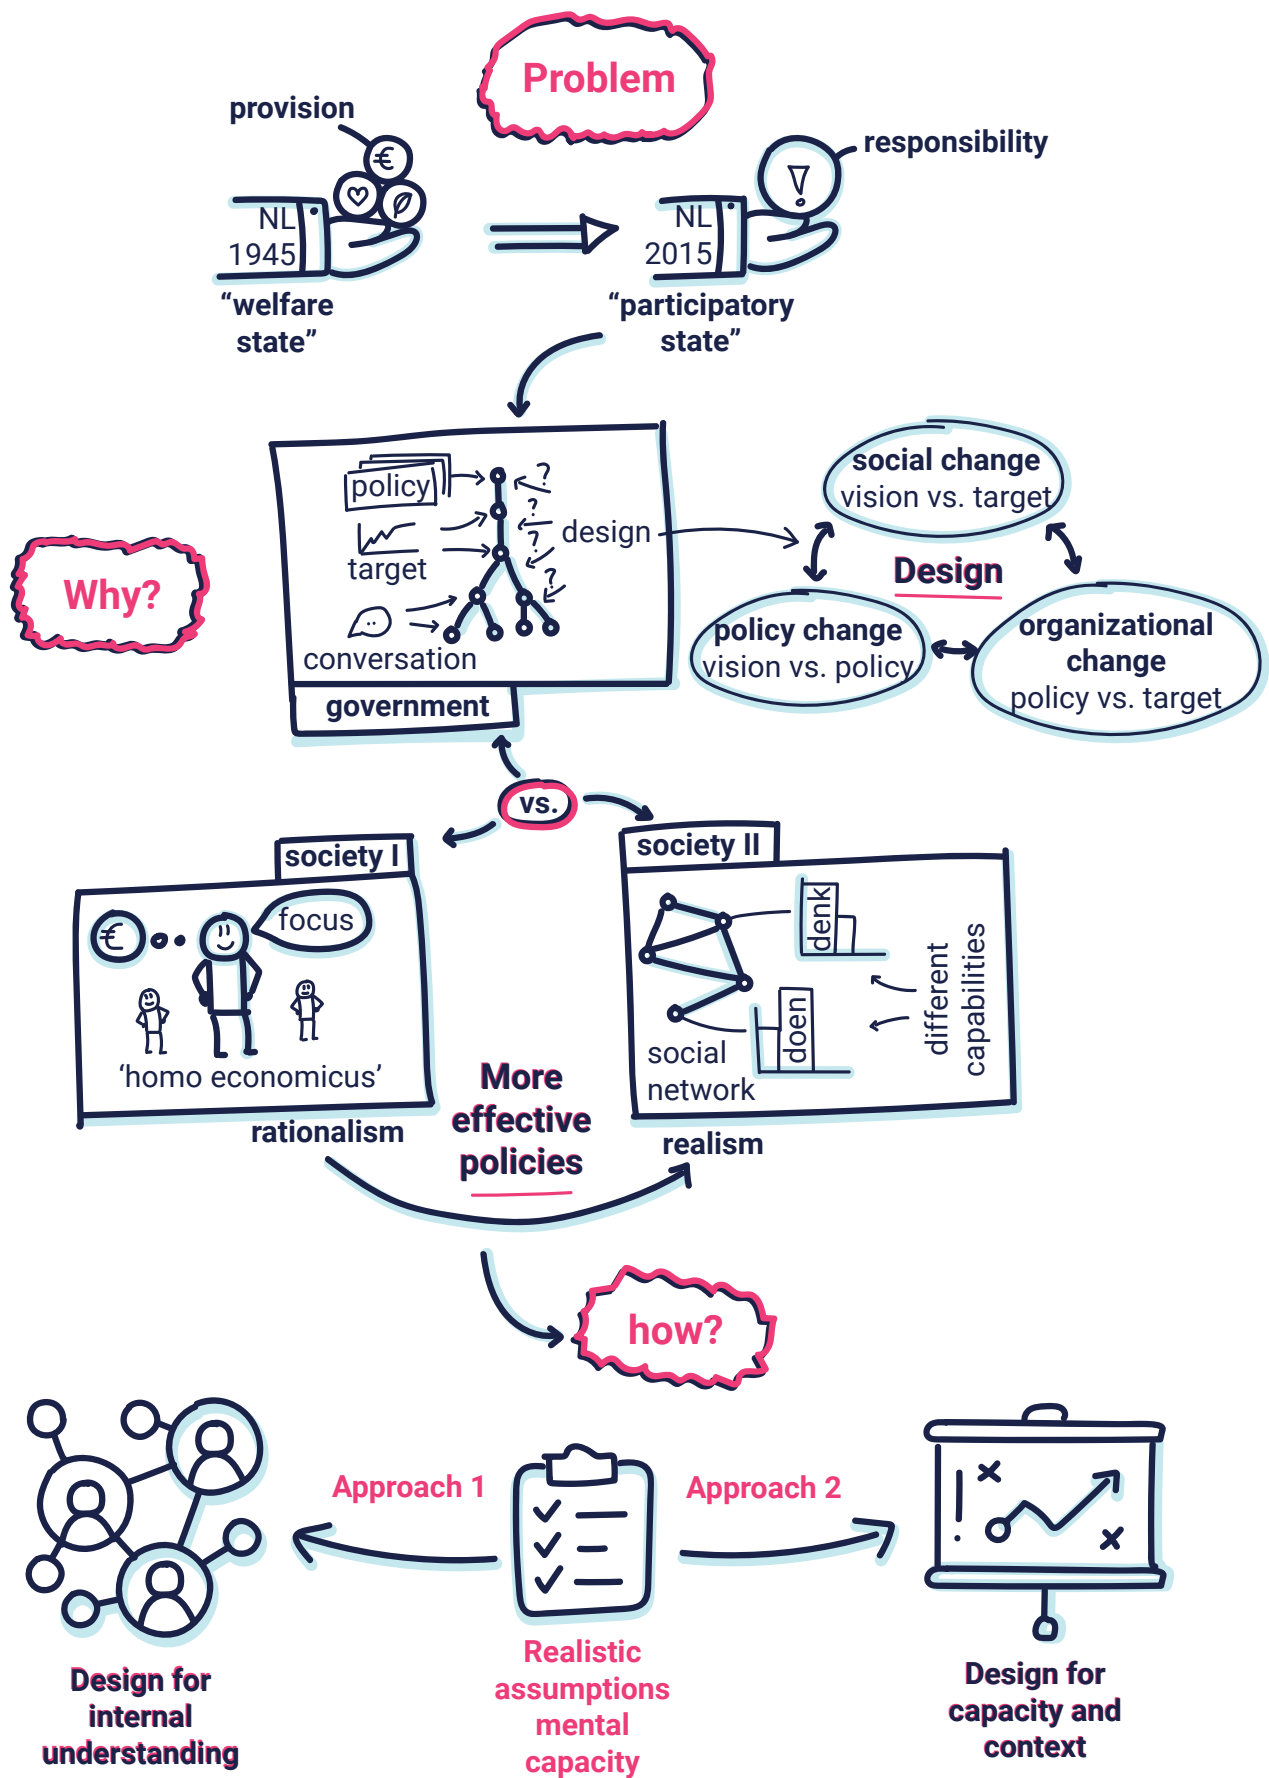 Problem
provision
responsibility
€
NL
1945
NL
2015
“welfare
state”
“participatory
state”
Why?
policy
?
?
?
?
design
target
conversation
government
social change
vision vs. target
Design
policy change
vision vs. policy
organizational
change
policy vs. target
vs.
society I
€
focus
‘homo economicus’
rationalism
society II
denk
doen
different
capabilities
social
network
realism
More
effective
policies
how?
Approach 1
Approach 2
Design for
internal
understanding
Realistic
assumptions
mental
capacity
Design for
capacity and
context